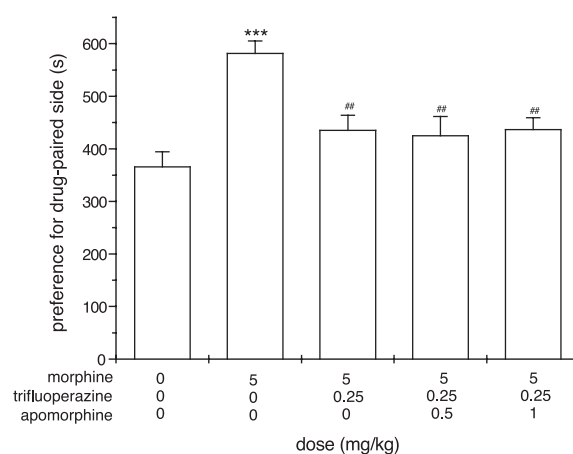 preference for drug-paired side (s)
600
500
400
300
200
100
0
***
##
##
##
morphine 0 5 5 5 5
trifluoperazine 0 0 0.25 0.25 0.25
apomorphine 0 0 0 0.5 1
dose (mg/kg)